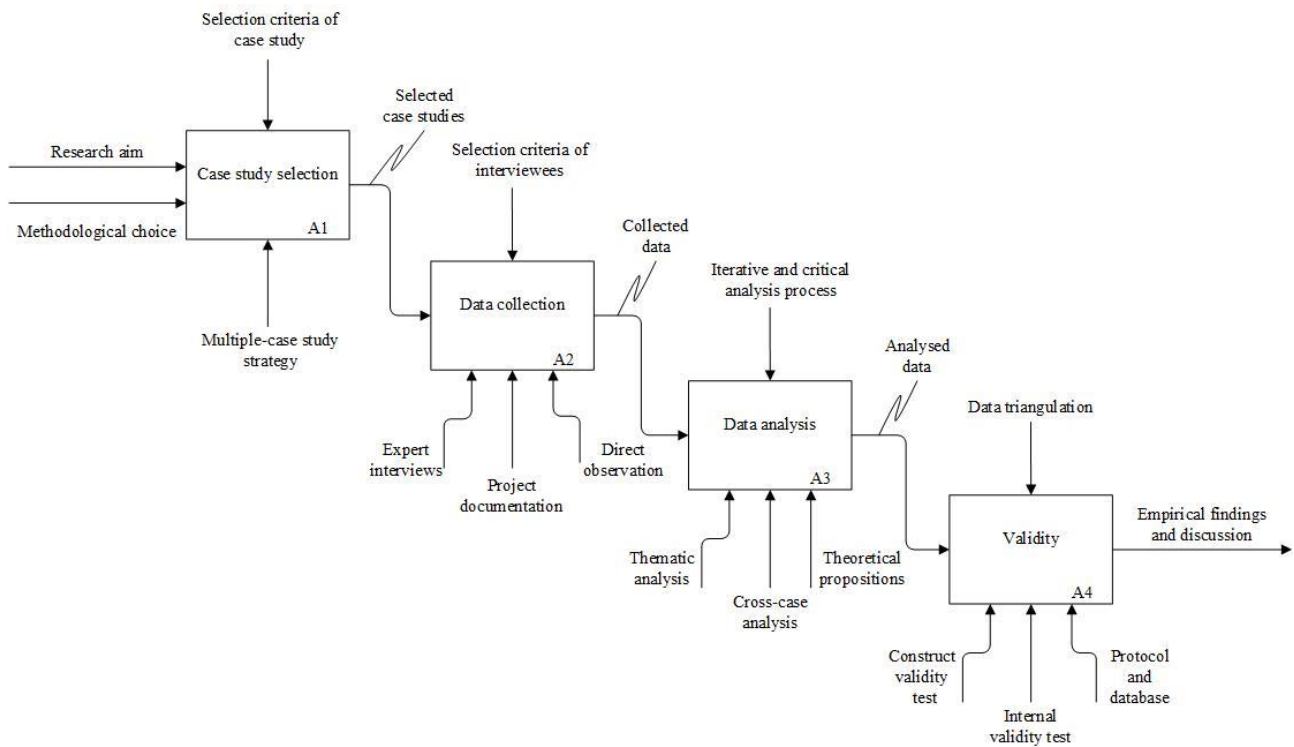 Selection criteria of
case study
Research aim
Methodological choice
Case study selection
A1
Multiple-case study
strategy
Selected
case studies
Selection criteria of
interviewees
Data collection
A2
Expert
interviews
Project
documentation
Direct
observation
Collected
data
Iterative and critical
analysis process
Data analysis
A3
Thematic
analysis
Cross-case
analysis
Theoretical
propositions
Analysed
data
Data triangulation
Validity
A4
Construct
validity
test
Internal
validity test
Protocol
and
database
Empirical findings
and discussion